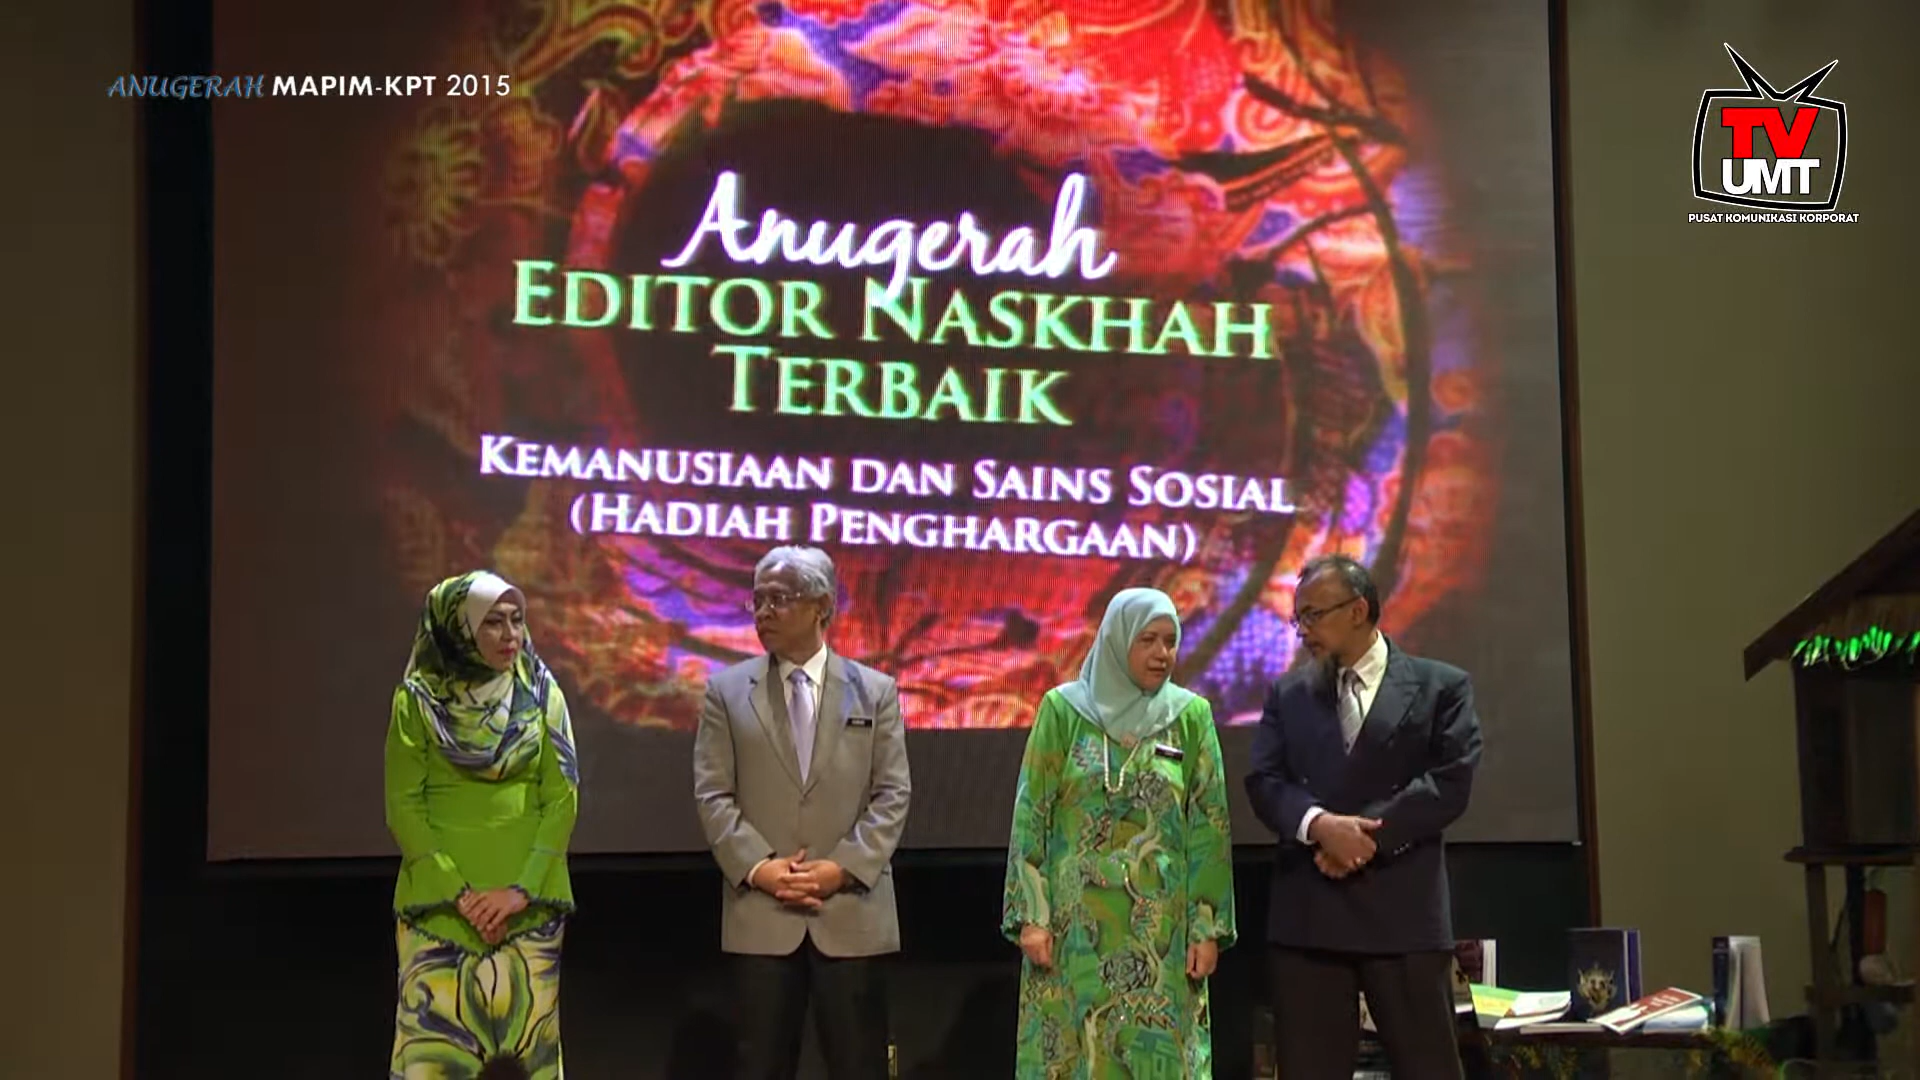 ANUGERAH MAPIM-KPT 2015
TV
UMT
PUSAT KOMUNIKASI KORPORAT
Anugerah
EDITOR NASKHAH
TERBAIK
KEMANUSIAAN DAN SAINS SOSIAL
(HADIAH PENGHARGAAN)